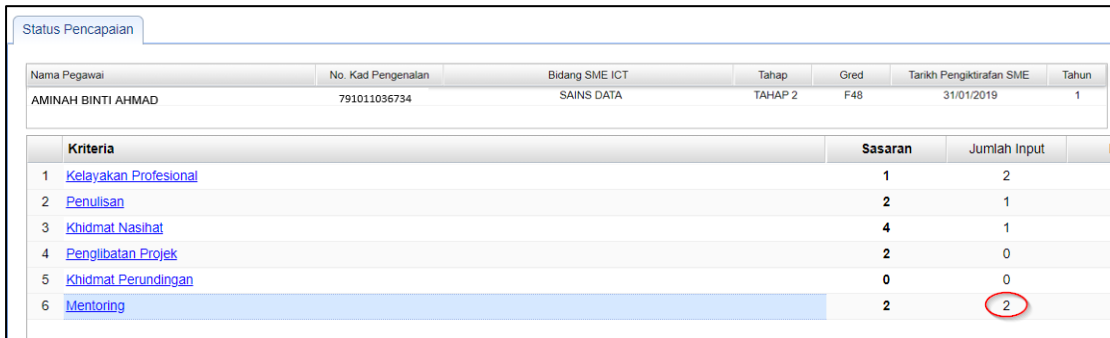 Status Pencapaian
Nama Pegawai No. Kad Pengenalan Bidang SME ICT Tahap Gred Tarikh Pengiktirafan SME Tahun
AMINAH BINTI AHMAD 791011036734 SAINS DATA TAHAP 2 F48 31/01/2019 1
Kriteria Sasaran Jumlah Input
1 Kelayakan Profesional 1 2
2 Penulisan 2 1
3 Khidmat Nasihat 4 1
4 Penglibatan Projek 2 0
5 Khidmat Perundingan 0 0
6 Mentoring 2 2